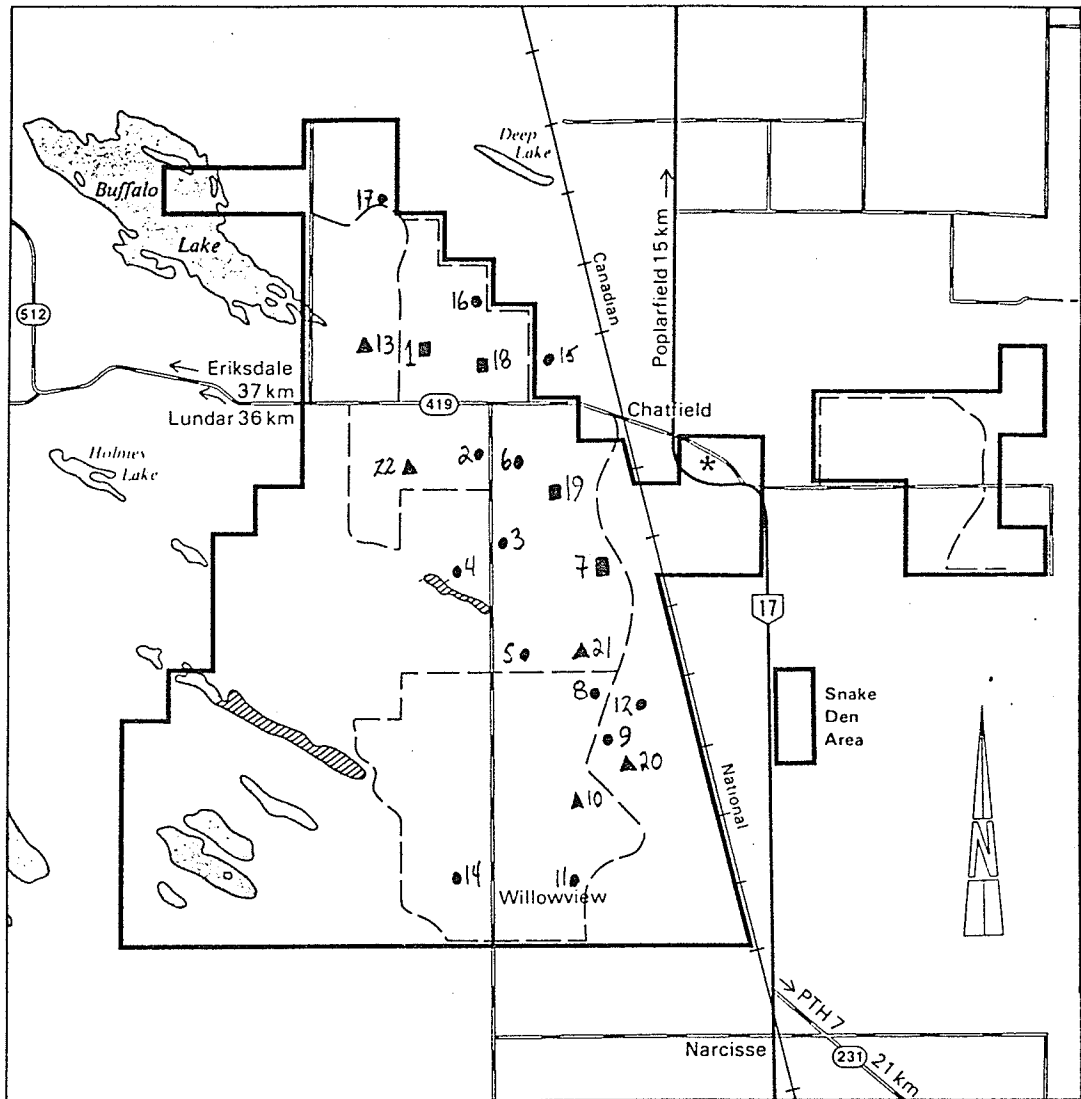 Deep
Lake
Buffalo
Lake
17
Canadian
Poplarfield 15 km
16
512
13
1
18
15
Eriksdale
37 km
Lundar 36 km
419
Chatfield
Holmes
Lake
22
2
6
*
19
3
4
7
17
5
21
8
12
Snake
Den
Area
9
20
National
10
N
14
11
Willowview
PTH 7
Narcisse
231
21 km